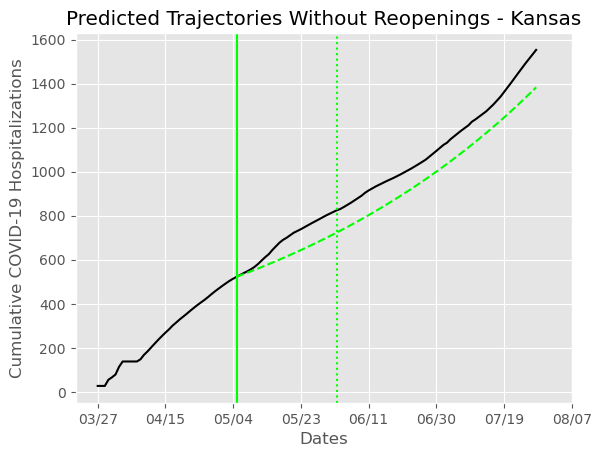 Predicted Trajectories Without Reopenings - Kansas
Cumulative COVID-19 Hospitalizations
1600
1400
1200
1000
800
600
400
200
0
03/27 04/15 05/04 05/23 06/11 06/30 07/19 08/07
Dates